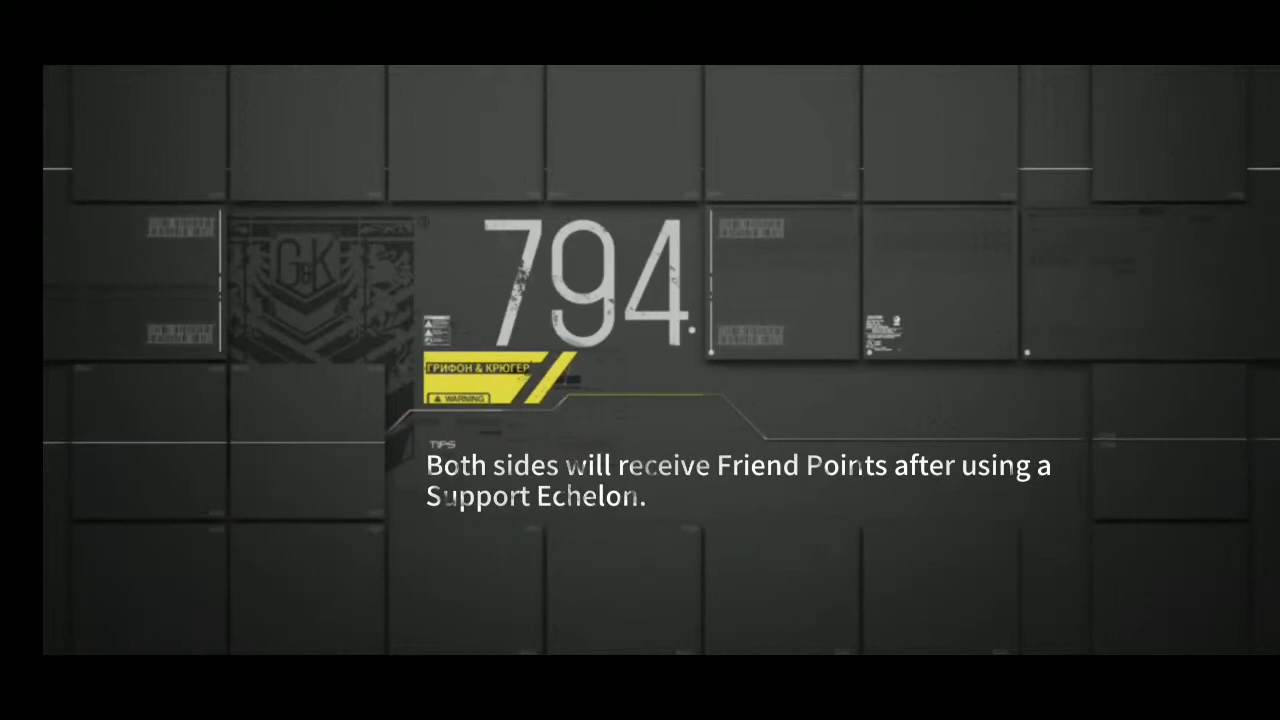 G&K
794.
ГРИФОН & КРЮГЕР
WARNING
TIPS
Both sides will receive Friend Points after using a
Support Echelon.